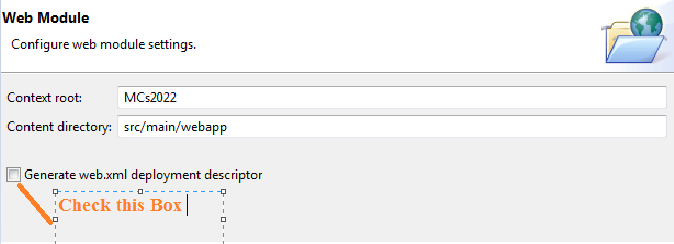 Web Module
Configure web module settings.
Context root: MCs2022
Content directory: src/main/webapp
Generate web.xml deployment descriptor
Check this Box